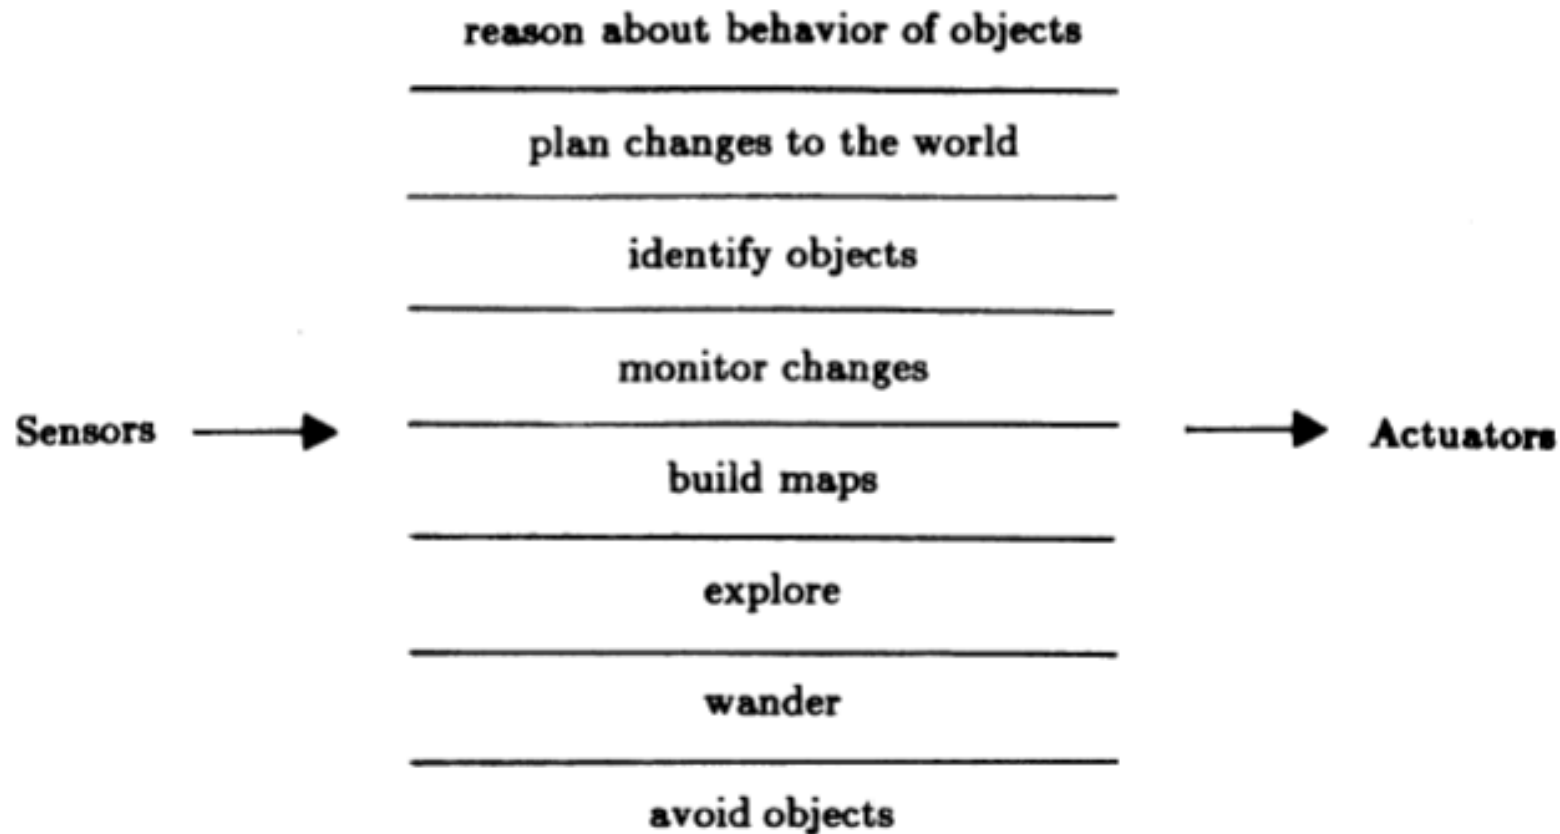 reason about behavior of objects
plan changes to the world
identify objects
monitor changes
Sensors
Actuators
build maps
explore
wander
avoid objects